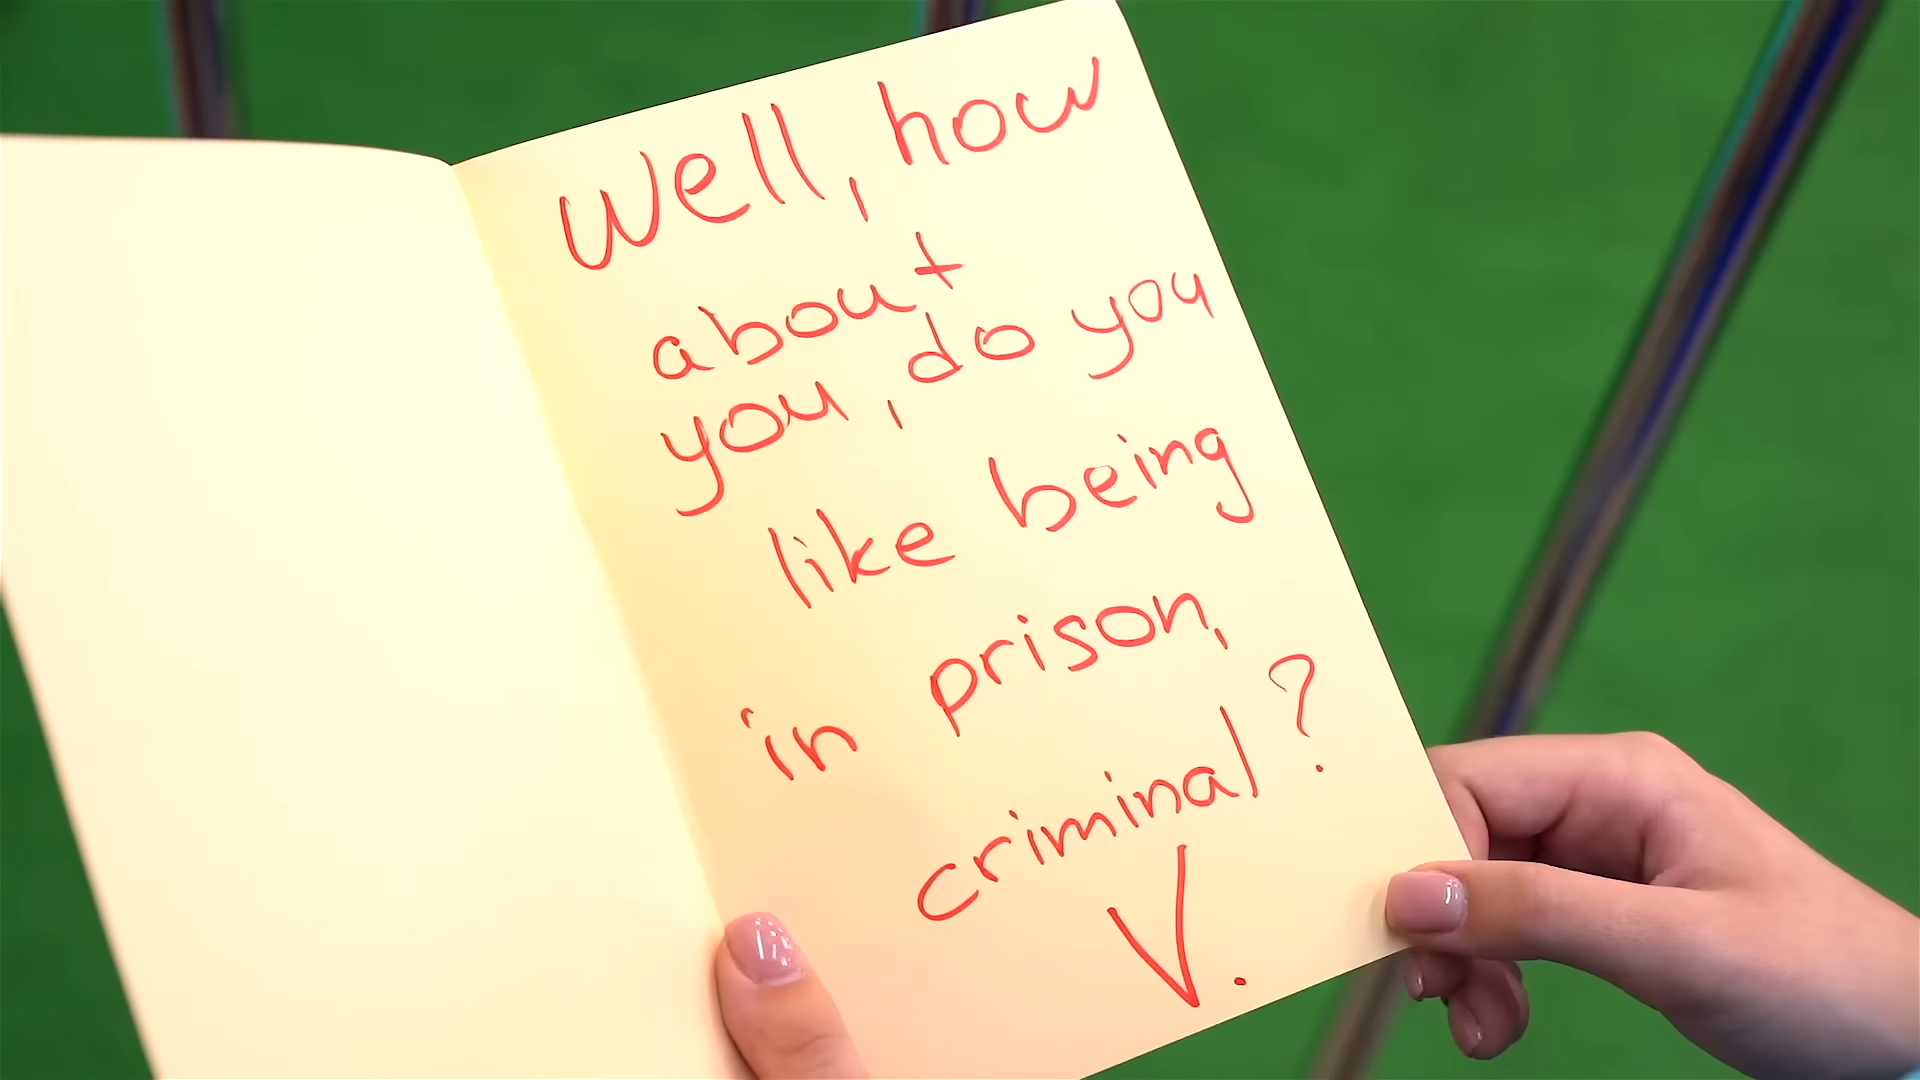 Well, how
about
you, do you
like being
in prison,
criminal?
V.